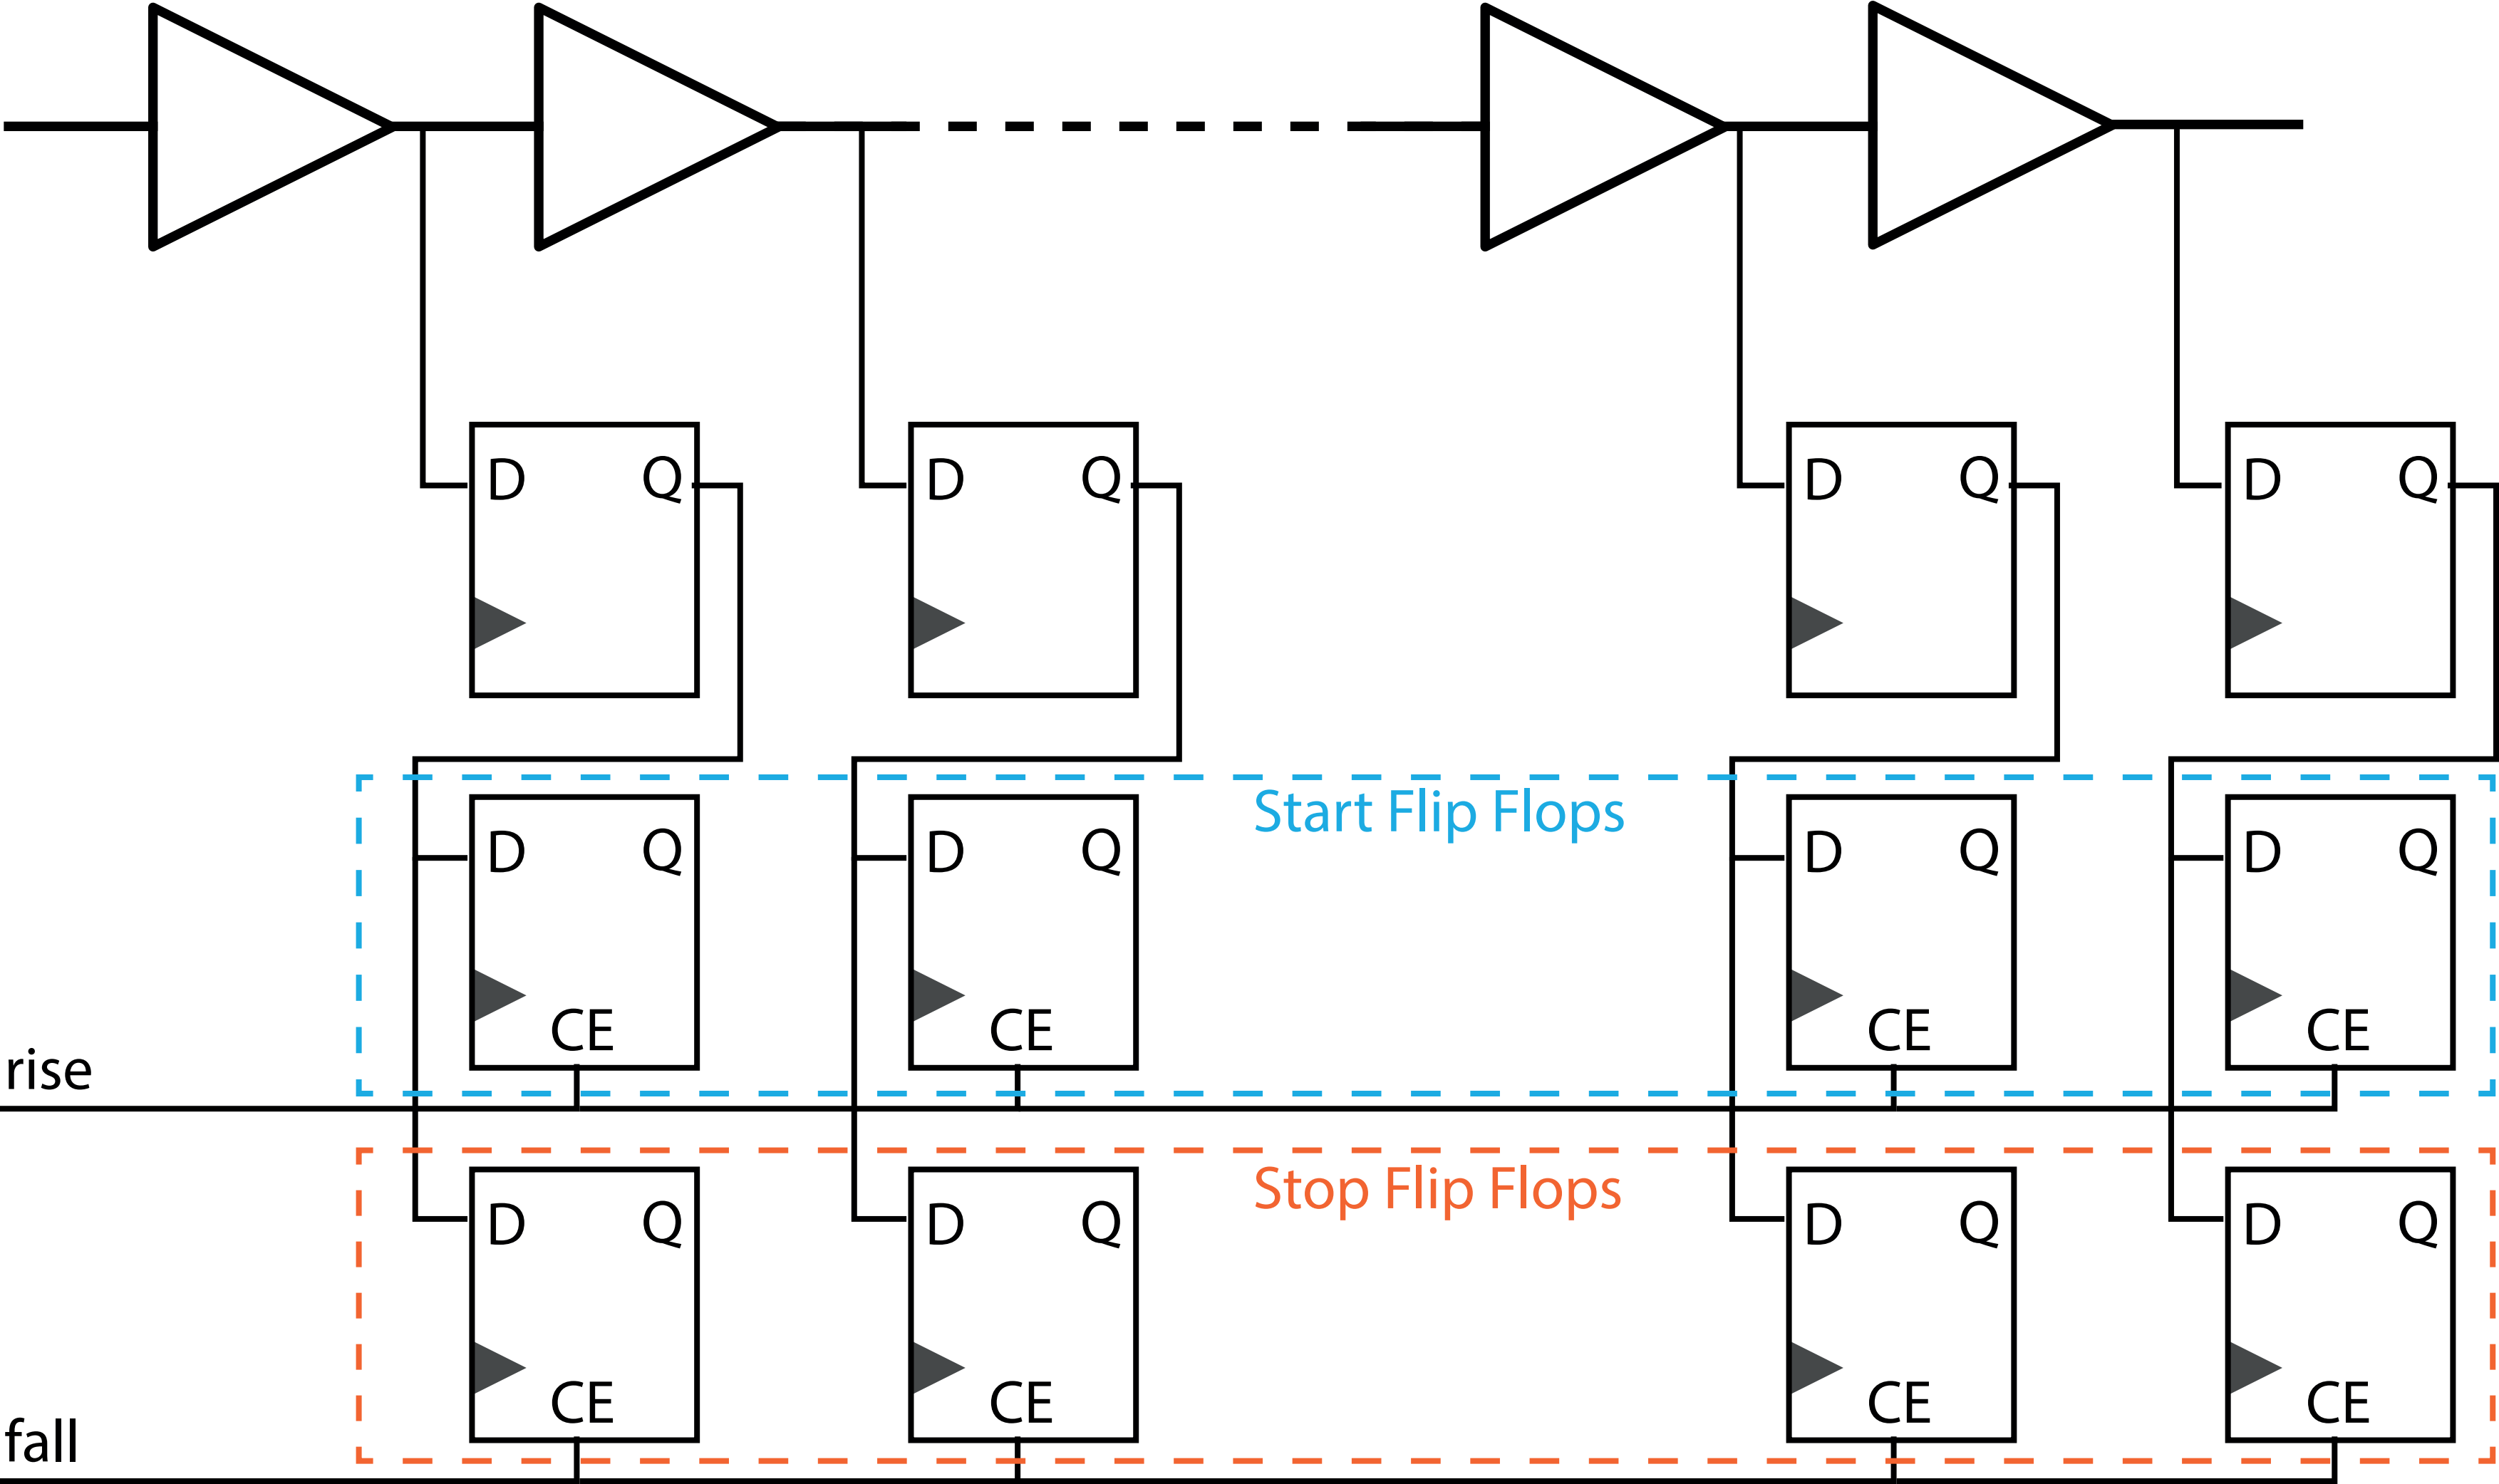 D Q D Q D Q D Q
Start Flip Flops
D Q D Q D Q D Q
CE CE CE CE
rise
Stop Flip Flops
D Q D Q D Q D Q
CE CE CE CE
fall